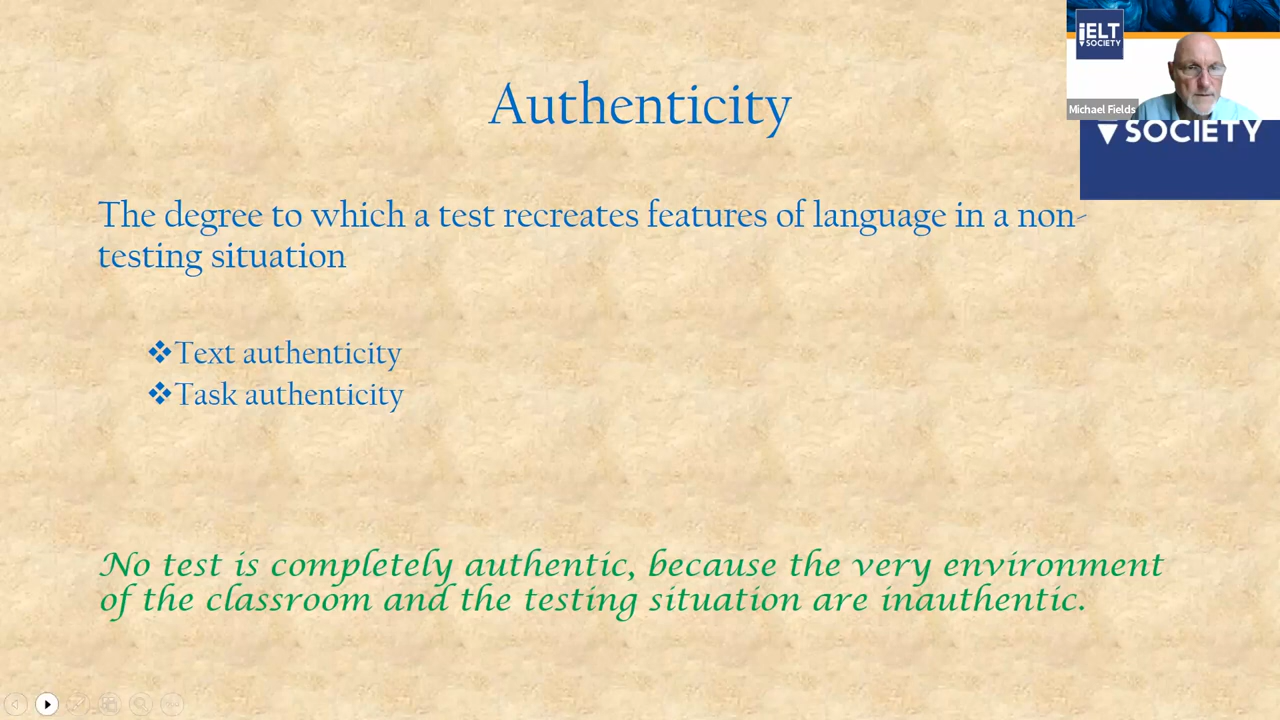 iELT
SOCIETY
Michael Fields
SOCIETY
Authenticity
The degree to which a test recreates features of language in a non-
testing situation
❖Text authenticity
❖Task authenticity
No test is completely authentic, because the very environment
of the classroom and the testing situation are inauthentic.